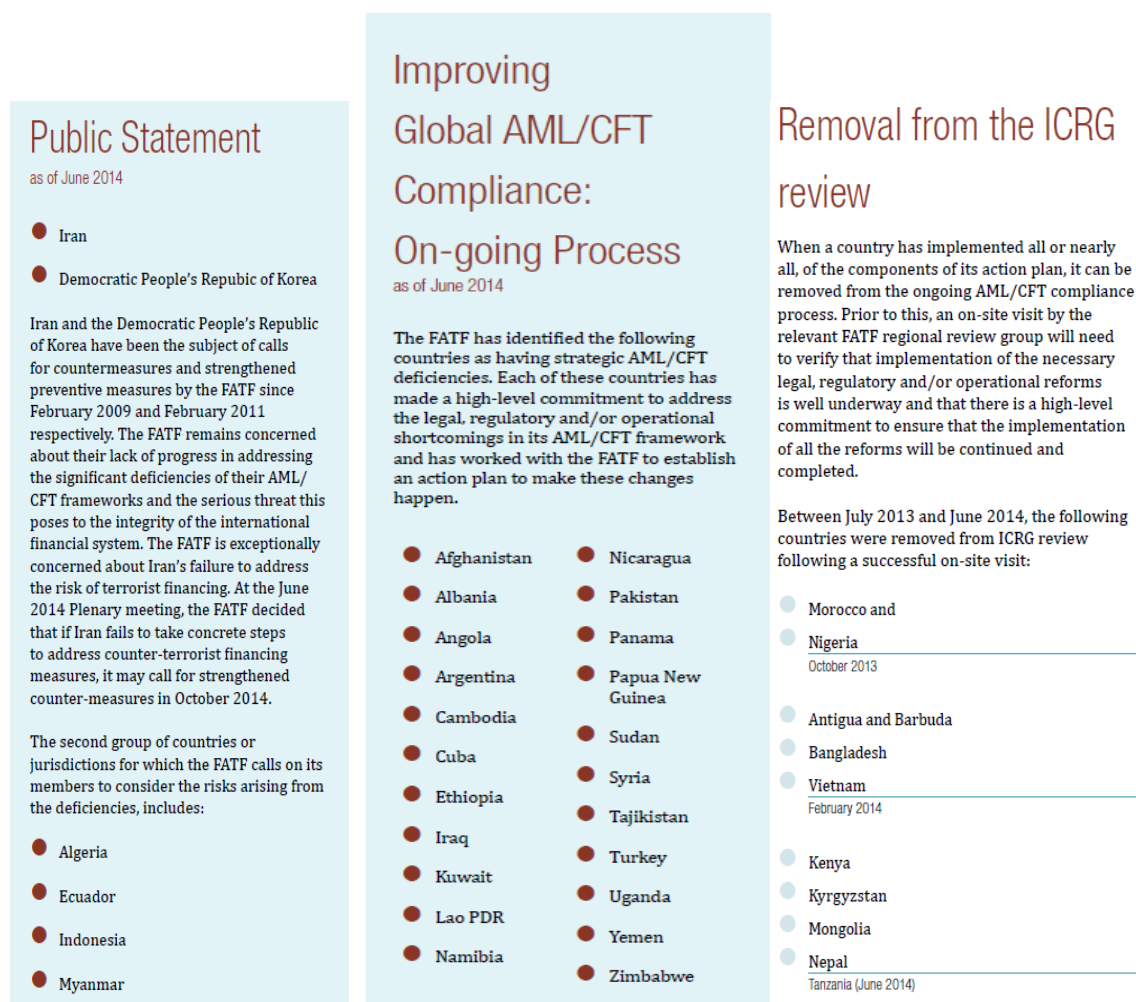 Public Statement
as of June 2014
Iran
Democratic People's Repubic of Korea
Iran and the Democratic People's Republic
of Korea have been the subject of calls
for countermeasures and strengthened
preventive measures by the FATF since
February 2009 and February 2011
respectively. The FATF remains concerned
about their lack of progress in addressing
the significant deficiencies of their AML/
CFT frameworks and the serious threat this
poses to the integrity of the international
financial system. The FATF is exceptionally
concerned about Iran's failure to address
the risk of terrorist financing. At the June
2014 Plenary meeting, the FATF decided
that if Iran fails to take concrete steps
to address counter-terrorist financing
measures, it may call for strengthened
counter-measures in October 2014.
The second group of countries or
jurisdictions for which the FATF calls on its
members to consider the risks arising from
the deficiencies, includes:
Algeria
Ecuador
Indonesia
Myanmar
Improving
Global AML/CFT
Compliance:
On-going Process
as of June 2014
The FATF has identified the following
countries as having strategic AML/CFT
deficiencies. Each of these countries has
made a high-level commitment to address
the legal, regulatory and/or operational
shortcomings in its AML/CFT framework
and has worked with the FATF to establish
an action plan to make these changes
happen.
Afghanistan
Albania
Angola
Argentina
Cambodia
Cuba
Ethiopia
Iraq
Kuwait
Lao PDR
Namibia
Nicaragua
Pakistan
Panama
Papua New
Guinea
Sudan
Syria
Tajikistan
Turkey
Uganda
Yemen
Zimbabwe
Removal from the ICRG
review
When a country has implemented all or nearly
all, of the components of its action plan, it can be
removed from the ongoing AML/CFT compliance
process. Prior to this, an on-site visit by the
relevant FATF regional review group will need
to verify that implementation of the necessary
legal, regulatory and/or operational reforms
is well underway and that there is a high-level
commitment to ensure that the implementation
of all the reforms will be continued and
completed.
Between July 2013 and June 2014, the following
countries were removed from ICRG review
following a successful on-site visit:
Morocco and
Nigeria
October 2013
Antigua and Barbuda
Bangladesh
Vietnam
February 2014
Kenya
Kyrgyzstan
Mongolia
Nepal
Tanzania (June 2014)